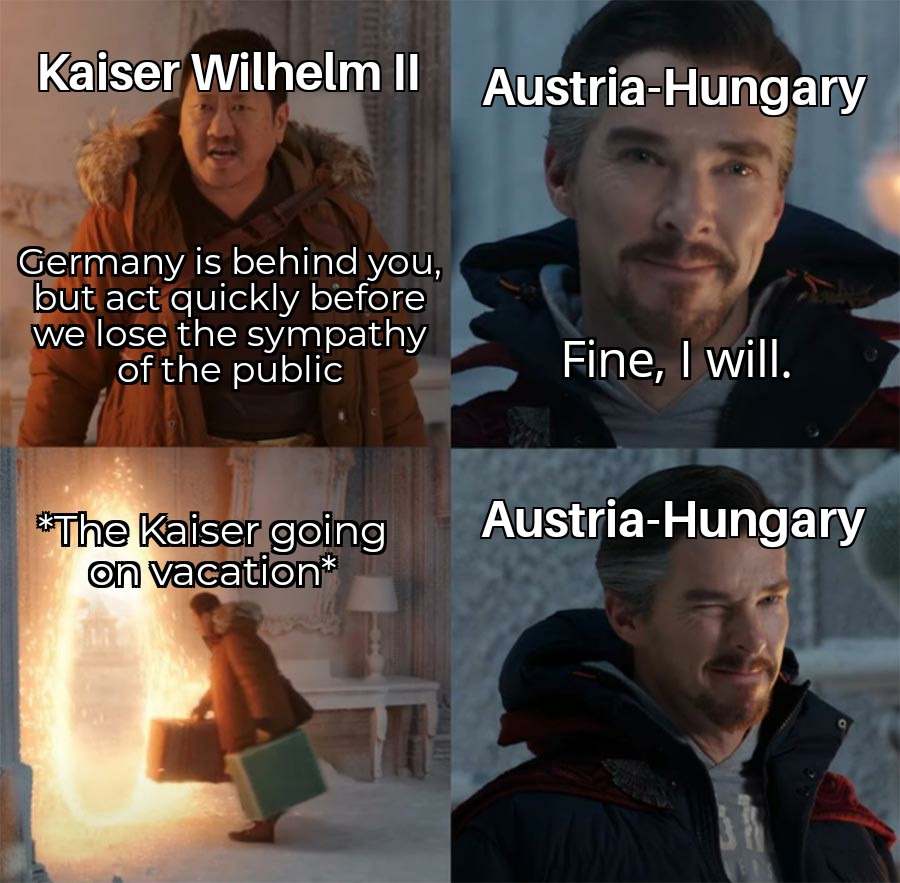 Kaiser Wilhelm II
Germany is behind you,
but act quickly before
we lose the sympathy
of the public
Austria-Hungary
Fine, I will.
*The Kaiser going
on vacation*
Austria-Hungary